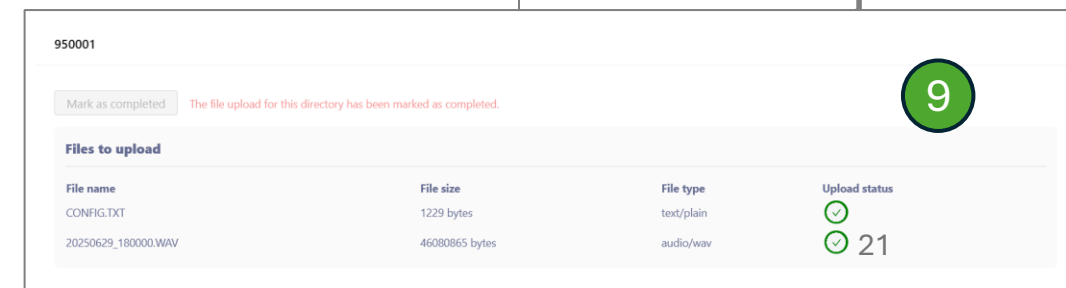 950001
9
Mark as completed The file upload for this directory has been marked as completed.
Files to upload
File name File size File type Upload status
CONFIG.TXT 1229 bytes text/plain
20250629_180000.WAV 46080865 bytes audio/wav 21